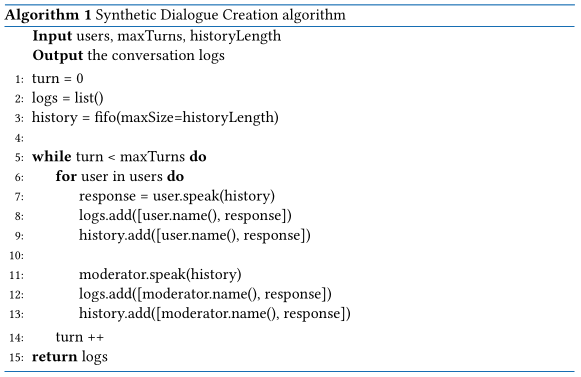 Algorithm 1 Synthetic Dialogue Creation algorithm
Input users, maxTurns, historyLength
Output the conversation logs
1: turn = 0
2: logs = list()
3: history = fifo(maxSize=historyLength)
4:
5: while turn < maxTurns do
6: for user in users do
7: response = user.speak(history)
8: logs.add([user.name(), response])
9: history.add([user.name(), response])
10:
11: moderator.speak(history)
12: logs.add([moderator.name(), response])
13: history.add([moderator.name(), response])
14: turn ++
15: return logs